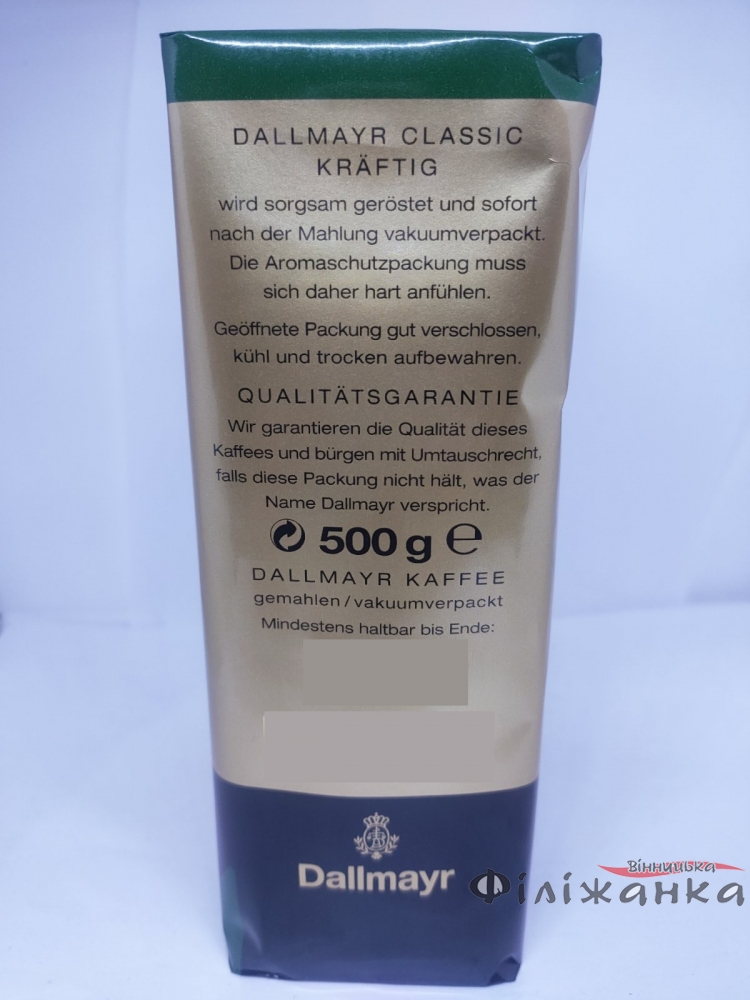 DALLMAYR CLASSIC
KRÄFTIG
wird sorgsam geröstet und sofort
nach der Mahlung vakuumverpackt.
Die Aromaschutzpackung muss
sich daher hart anfühlen.
Geöffnete Packung gut verschlossen,
kühl und trocken aufbewahren.
QUALITÄTSGARANTIE
Wir garantieren die Qualität dieses
Kaffees und bürgen mit Umtauschrecht,
falls diese Packung nicht hält, was der
Name Dallmayr verspricht.
500 g ℮
DALLMAYR KAFFEE
gemahlen/vakuumverpackt
Mindestens haltbar bis Ende:
Dallmayr
Вінницька
Філіжанка